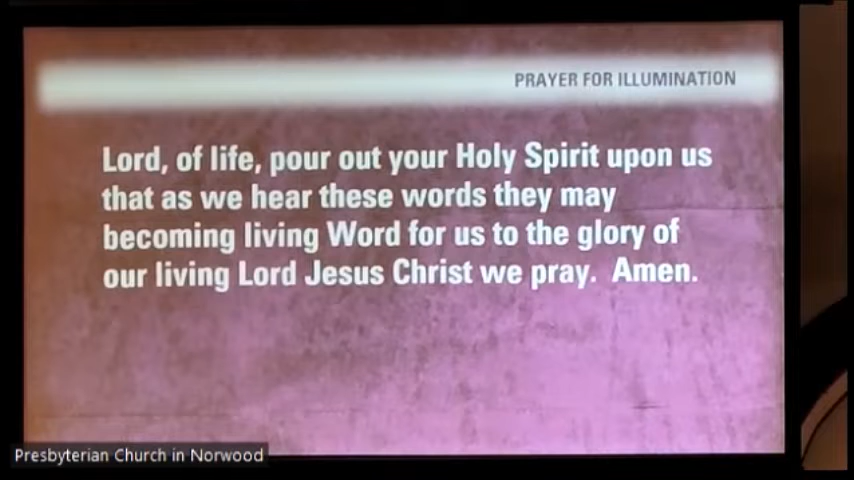 PRAYER FOR ILLUMINATION
Lord, of life, pour out your Holy Spirit upon us
that as we hear these words they may
becoming living Word for us to the glory of
our living Lord Jesus Christ we pray.  Amen.
Presbyterian Church in Norwood